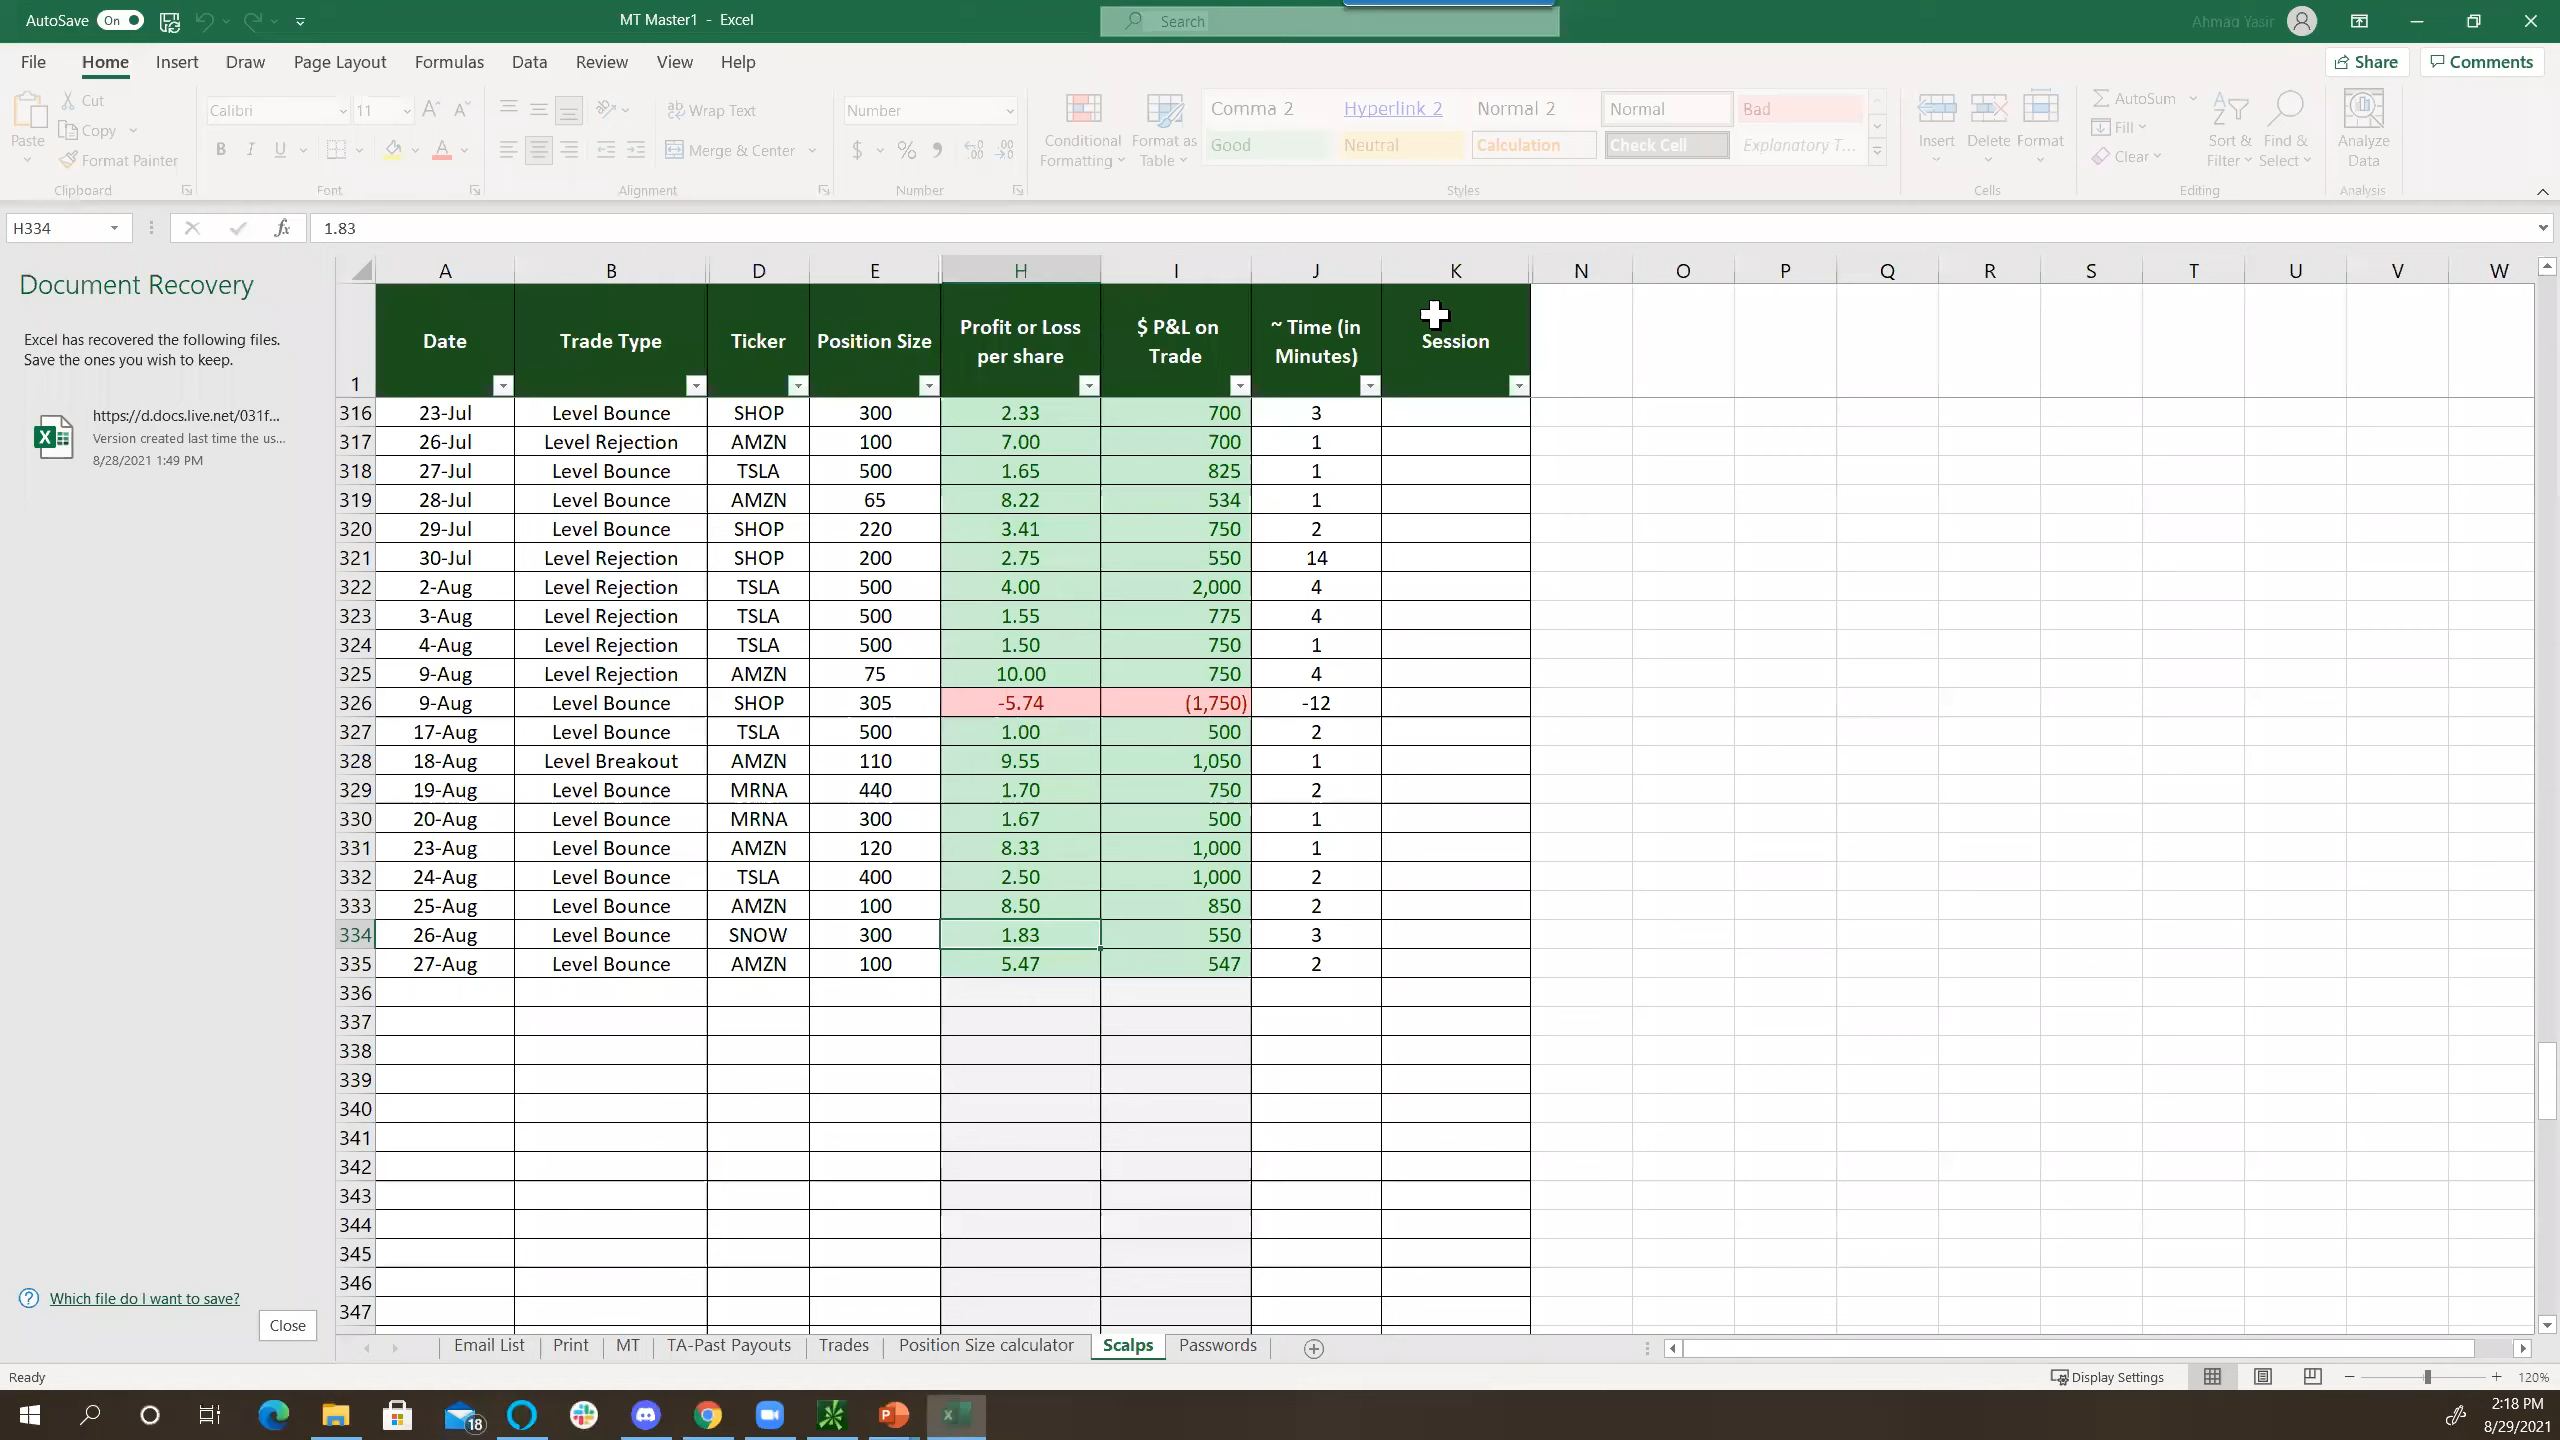 AutoSave On
MT Master1 - Excel
Search
Ahmad Yasir
File Home Insert Draw Page Layout Formulas Data Review View Help
Share Comments
Paste
Cut
Copy
Format Painter
Clipboard
Calibri 11
B I U
Font
Wrap Text
Merge & Center
Alignment
Number
$ % ,
Number
Conditional Formatting
Format as Table
Comma 2 Hyperlink 2 Normal 2 Normal Bad
Good Neutral Calculation Check Cell Explanatory T...
Styles
Insert Delete Format
Cells
AutoSum
Fill
Clear
Sort & Filter
Find & Select
Editing
Analyze Data
Analysis
H334 fx 1.83
Document Recovery
Excel has recovered the following files.
Save the ones you wish to keep.
https://d.docs.live.net/031f...
Version created last time the us...
8/28/2021 1:49 PM
Which file do I want to save?
Close
A B D E H I J K N O P Q R S T U V W
1 Date Trade Type Ticker Position Size Profit or Loss per share $ P&L on Trade ~ Time (in Minutes) Session
316 23-Jul Level Bounce SHOP 300 2.33 700 3
317 26-Jul Level Rejection AMZN 100 7.00 700 1
318 27-Jul Level Bounce TSLA 500 1.65 825 1
319 28-Jul Level Bounce AMZN 65 8.22 534 1
320 29-Jul Level Bounce SHOP 220 3.41 750 2
321 30-Jul Level Rejection SHOP 200 2.75 550 14
322 2-Aug Level Rejection TSLA 500 4.00 2,000 4
323 3-Aug Level Rejection TSLA 500 1.55 775 4
324 4-Aug Level Rejection TSLA 500 1.50 750 1
325 9-Aug Level Rejection AMZN 75 10.00 750 4
326 9-Aug Level Bounce SHOP 305 -5.74 (1,750) -12
327 17-Aug Level Bounce TSLA 500 1.00 500 2
328 18-Aug Level Breakout AMZN 110 9.55 1,050 1
329 19-Aug Level Bounce MRNA 440 1.70 750 2
330 20-Aug Level Bounce MRNA 300 1.67 500 1
331 23-Aug Level Bounce AMZN 120 8.33 1,000 1
332 24-Aug Level Bounce TSLA 400 2.50 1,000 2
333 25-Aug Level Bounce AMZN 100 8.50 850 2
334 26-Aug Level Bounce SNOW 300 1.83 550 3
335 27-Aug Level Bounce AMZN 100 5.47 547 2
336
337
338
339
340
341
342
343
344
345
346
347
Email List Print MT TA-Past Payouts Trades Position Size calculator Scalps Passwords
Ready
Display Settings
120%
18
2:18 PM
8/29/2021